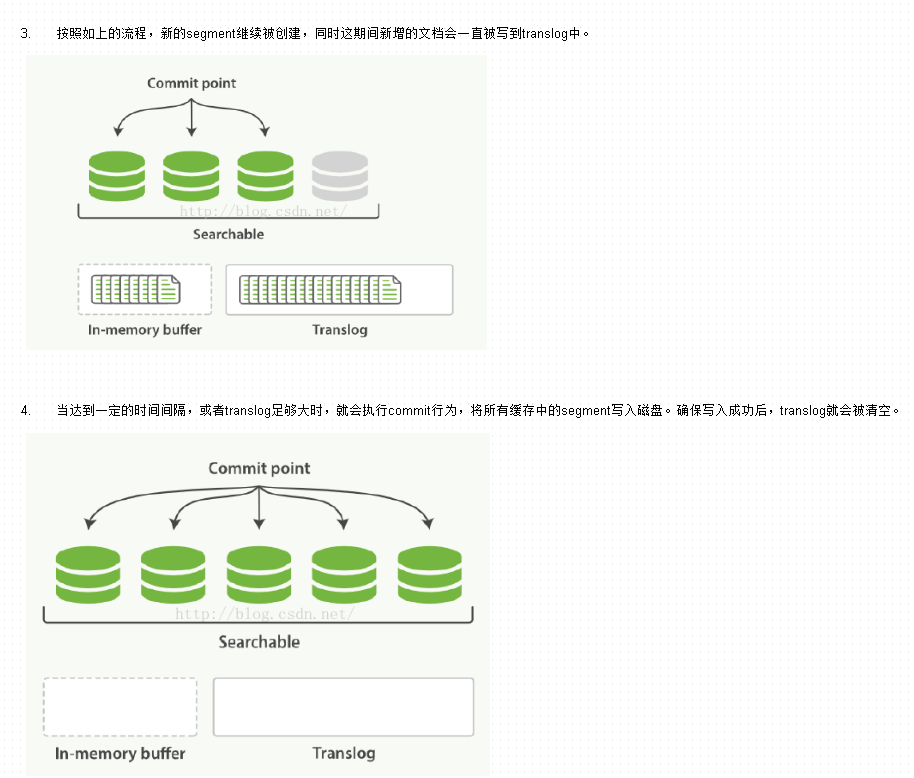 3. 按照如上的流程，新的segment继续被创建，同时这期间新增的文档会一直被写到translog中。
Commit point
http://blog.csdn.net/
Searchable
In-memory buffer Translog
4. 当达到一定的时间间隔，或者translog足够大时，就会执行commit行为，将所有缓存中的segment写入磁盘。确保写入成功后，translog就会被清空。
Commit point
http://blog.csdn.net/
Searchable
In-memory buffer Translog